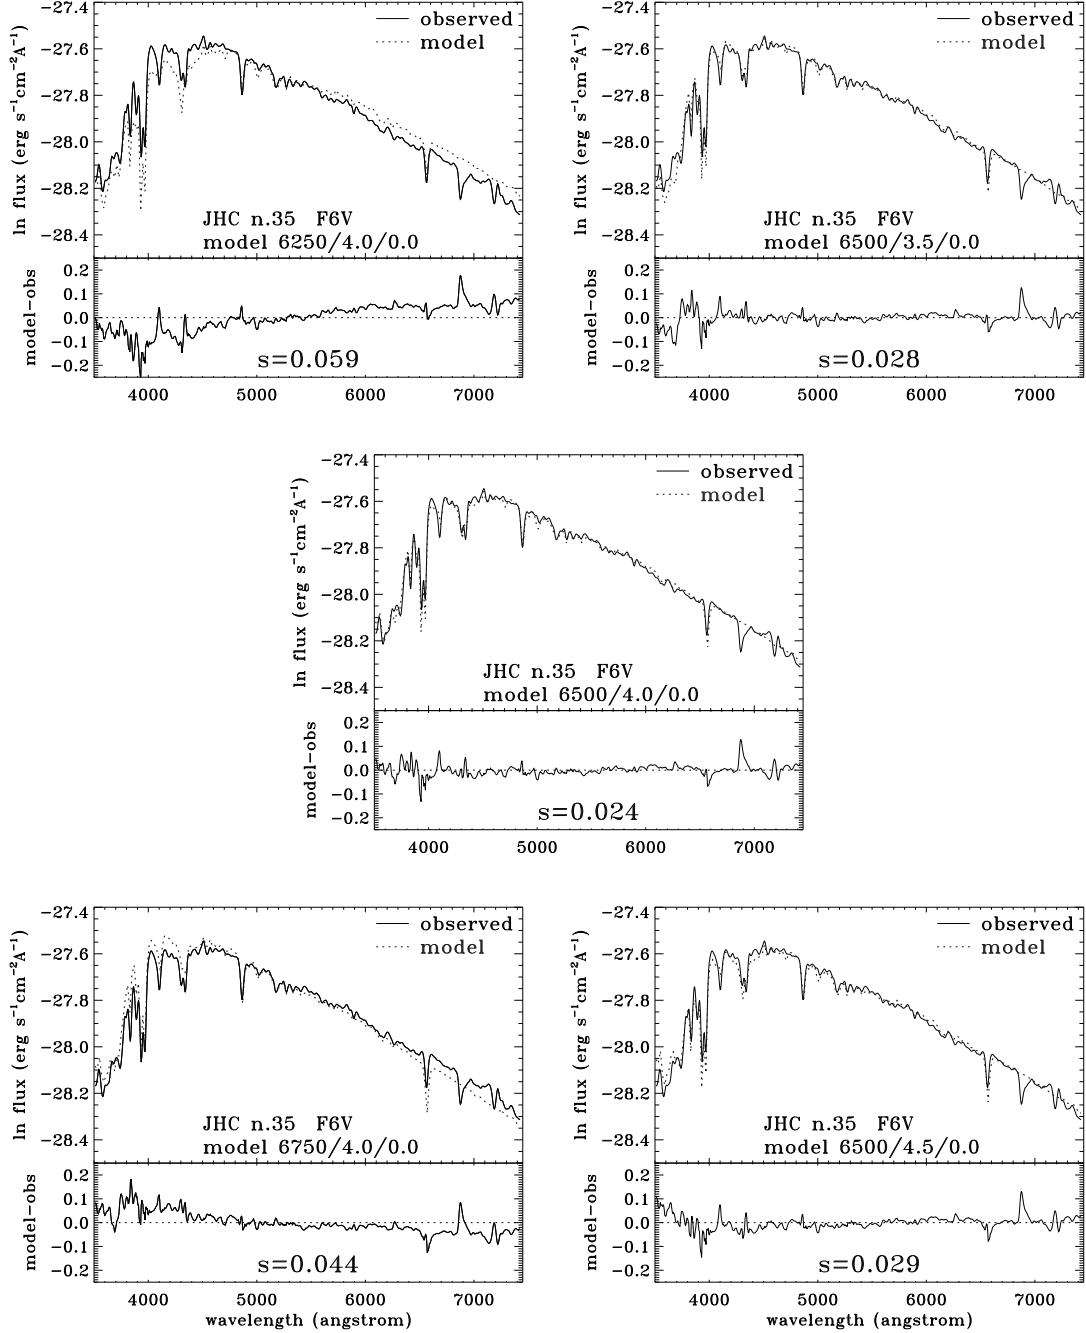 −27.4
−27.6
−27.8
−28.0
−28.2
−28.4
ln flux (erg s⁻¹cm⁻²A⁻¹)
observed
model
JHC n.35 F6V
model 6250/4.0/0.0
0.2
0.1
0.0
−0.1
−0.2
model−obs
s=0.059
4000 5000 6000 7000
−27.4
−27.6
−27.8
−28.0
−28.2
−28.4
ln flux (erg s⁻¹cm⁻²A⁻¹)
observed
model
JHC n.35 F6V
model 6500/3.5/0.0
0.2
0.1
0.0
−0.1
−0.2
model−obs
s=0.028
4000 5000 6000 7000
−27.4
−27.6
−27.8
−28.0
−28.2
−28.4
ln flux (erg s⁻¹cm⁻²A⁻¹)
observed
model
JHC n.35 F6V
model 6500/4.0/0.0
0.2
0.1
0.0
−0.1
−0.2
model−obs
s=0.024
4000 5000 6000 7000
−27.4
−27.6
−27.8
−28.0
−28.2
−28.4
ln flux (erg s⁻¹cm⁻²A⁻¹)
observed
model
JHC n.35 F6V
model 6750/4.0/0.0
0.2
0.1
0.0
−0.1
−0.2
model−obs
s=0.044
4000 5000 6000 7000
wavelength (angstrom)
−27.4
−27.6
−27.8
−28.0
−28.2
−28.4
ln flux (erg s⁻¹cm⁻²A⁻¹)
observed
model
JHC n.35 F6V
model 6500/4.5/0.0
0.2
0.1
0.0
−0.1
−0.2
model−obs
s=0.029
4000 5000 6000 7000
wavelength (angstrom)